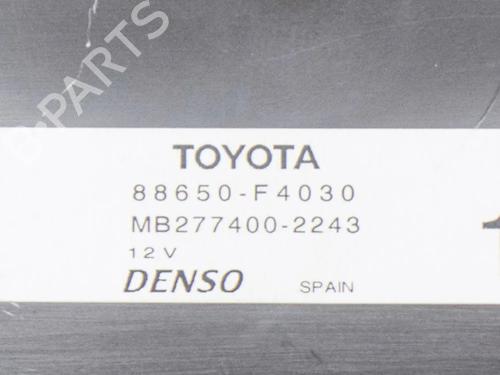 B-PARTS
TOYOTA
88650-F4030
MB277400-2243
12V
DENSO SPAIN